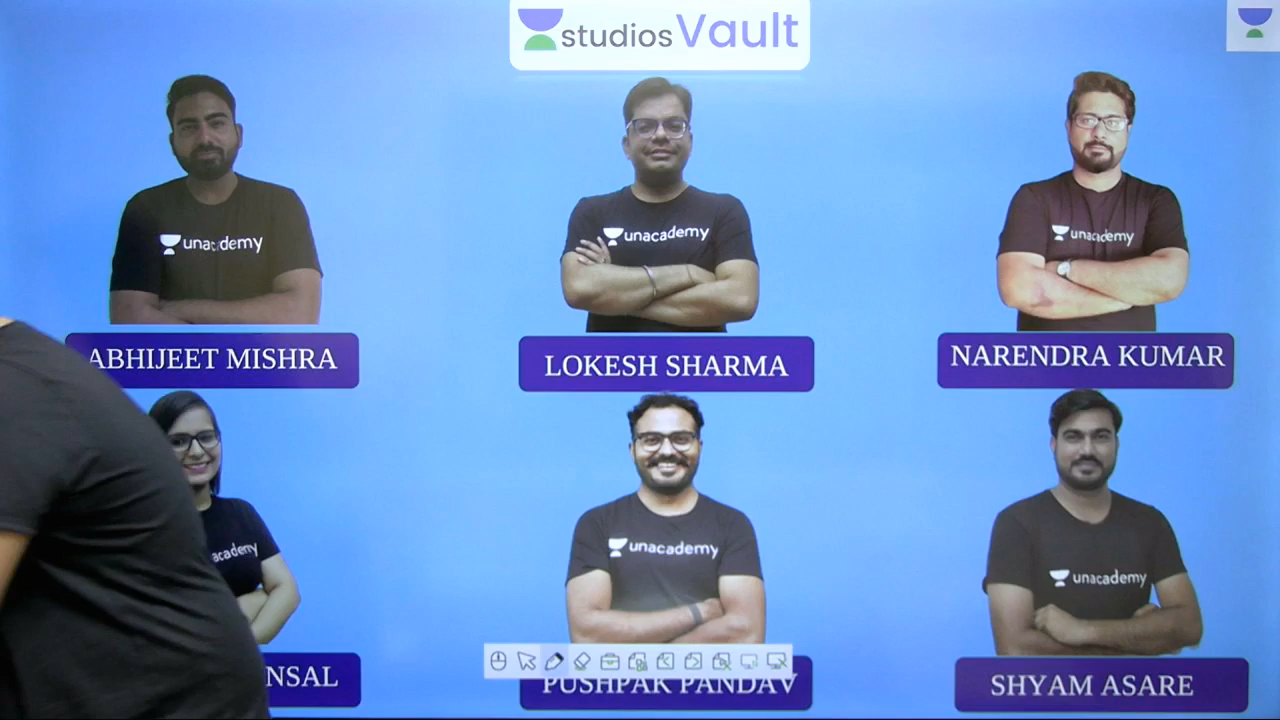 studios Vault
unacademy
unacademy
unacademy
ABHIJEET MISHRA
LOKESH SHARMA
NARENDRA KUMAR
unacademy
unacademy
unacademy
NSAL
PUSHPAK PANDAV
SHYAM ASARE